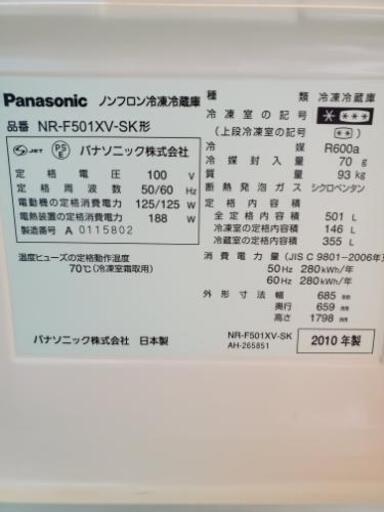 Panasonic ノンフロン冷凍冷蔵庫
品番 NR-F501XV-SK形
JET PSE パナソニック株式会社
定格電圧 100 V
定格周波数 50/60 Hz
電動機の定格消費電力 125/125 W
電熱装置の定格消費電力 188 W
製造番号 A 0115802
温度ヒューズの定格動作温度
70℃(冷凍室霜取用)
パナソニック株式会社 日本製
種類 冷凍冷蔵庫
冷凍室の記号
(上段冷凍室の記号)
冷媒 R600a
冷媒封入量 70 g
質量 93 kg
断熱発泡ガス シクロペンタン
定格内容積
全定格内容積 501 L
冷凍室の定格内容積 146 L
冷蔵室の定格内容積 355 L
消費電力量(JIS C 9801-2006年
50Hz 280kWh/年
60Hz 280kWh/年
外形寸法 幅 685 mm
奥行 659 mm
高さ 1798 mm
NR-F501XV-SK
AH-265851
2010 年製